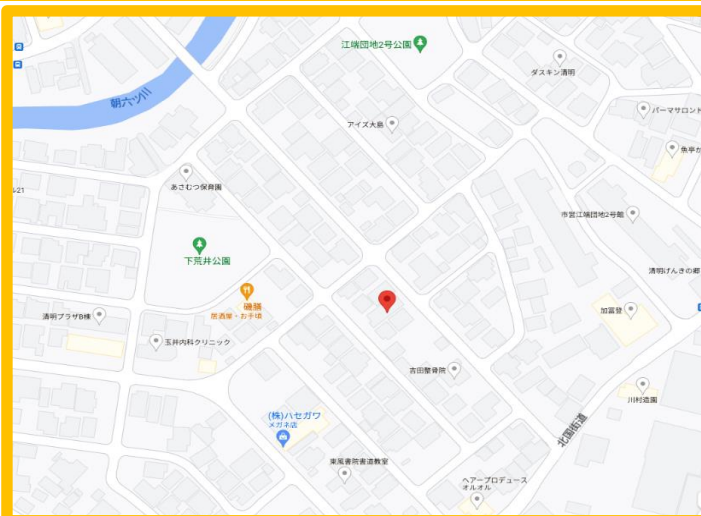 江端団地2号公園
ダスキン清明
朝六ツ川
パーマサロンド
アイズ大島
魚亭か
あさむつ保育園
-21
市営江端団地2号館
下荒井公園
清明げんきの郷
磯膳
居酒屋・お手頃
加冨登
清明プラザB棟
玉井内科クリニック
吉田整骨院
川村造園
(株)ハセガワ
メガネ店
北国街道
東風書院書道教室
ヘアープロデュース
オルオル